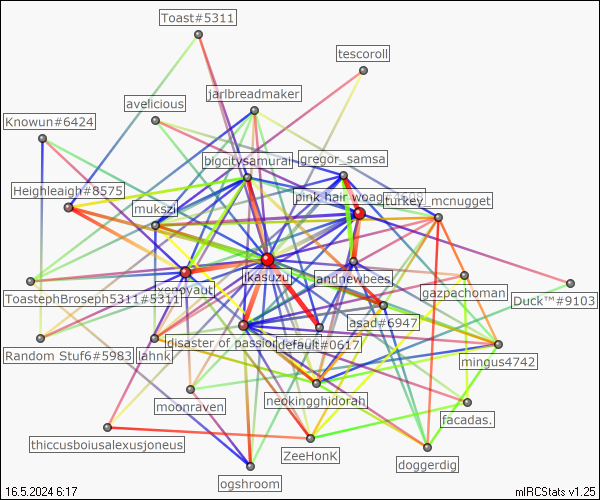 Toast#5311
tescoroll
avelicious
jarlbreadmaker
Knowun#6424
bigcitysamurai
gregor_samsa
Heighleaigh#8575
pink hair woag
turkey_mcnugget
mukszi
ikasuzu
andnewbees
xenoyaut
gazpachoman
ToastephBroseph5311#5311
Duck™#9103
asad#6947
disaster of passion
default#0617
Random Stuf6#5983
lahnk
mingus4742
moonraven
neokingghidorah
facadas.
thiccusboiusalexusjoneus
ZeeHonK
doggerdig
ogshroom
16.5.2024 6:17
mIRCStats v1.25